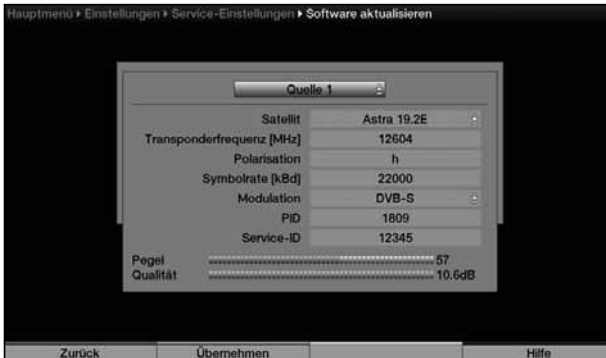 Hauptmenü ▸ Einstellungen ▸ Service-Einstellungen ▸ Software aktualisieren
Quelle 1
Satellit Astra 19.2E
Transponderfrequenz [MHz] 12604
Polarisation h
Symbolrate [kBd] 22000
Modulation DVB-S
PID 1809
Service-ID 12345
Pegel 57
Qualität 10.6dB
Zurück Übernehmen Hilfe